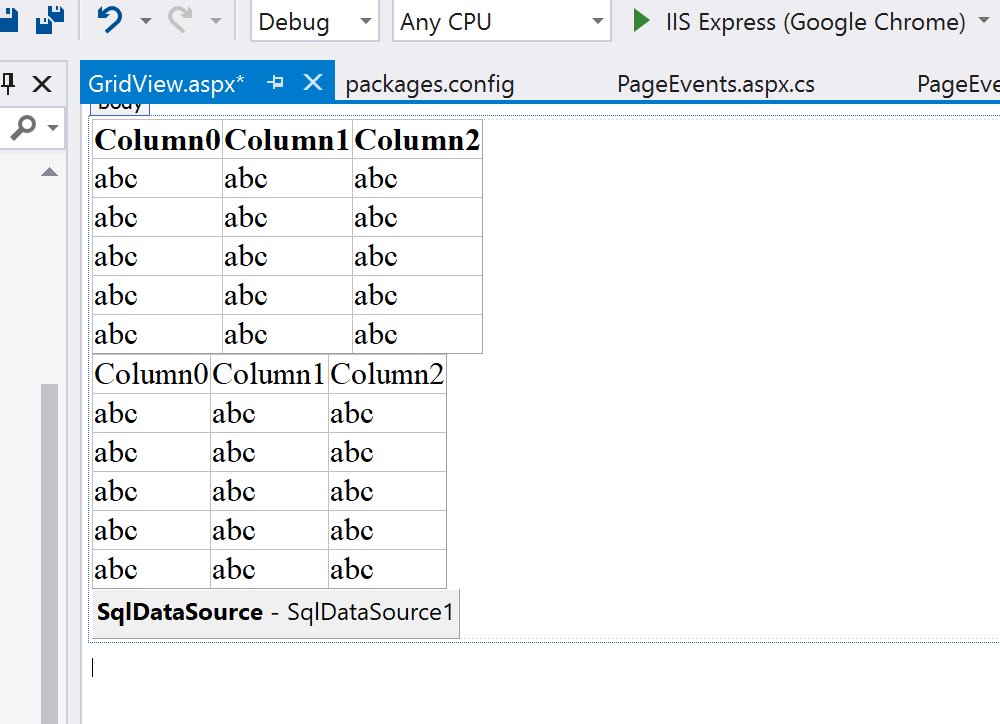 Debug Any CPU IIS Express (Google Chrome)
GridView.aspx* packages.config PageEvents.aspx.cs PageEve
body
Column0 Column1 Column2
abc abc abc
abc abc abc
abc abc abc
abc abc abc
abc abc abc
Column0 Column1 Column2
abc abc abc
abc abc abc
abc abc abc
abc abc abc
abc abc abc
SqlDataSource - SqlDataSource1